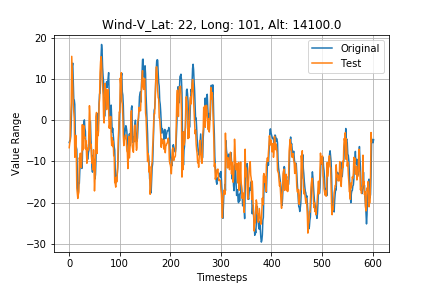 Wind-V_Lat: 22, Long: 101, Alt: 14100.0
Original
Test
Value Range
20
10
0
−10
−20
−30
0 100 200 300 400 500 600
Timesteps